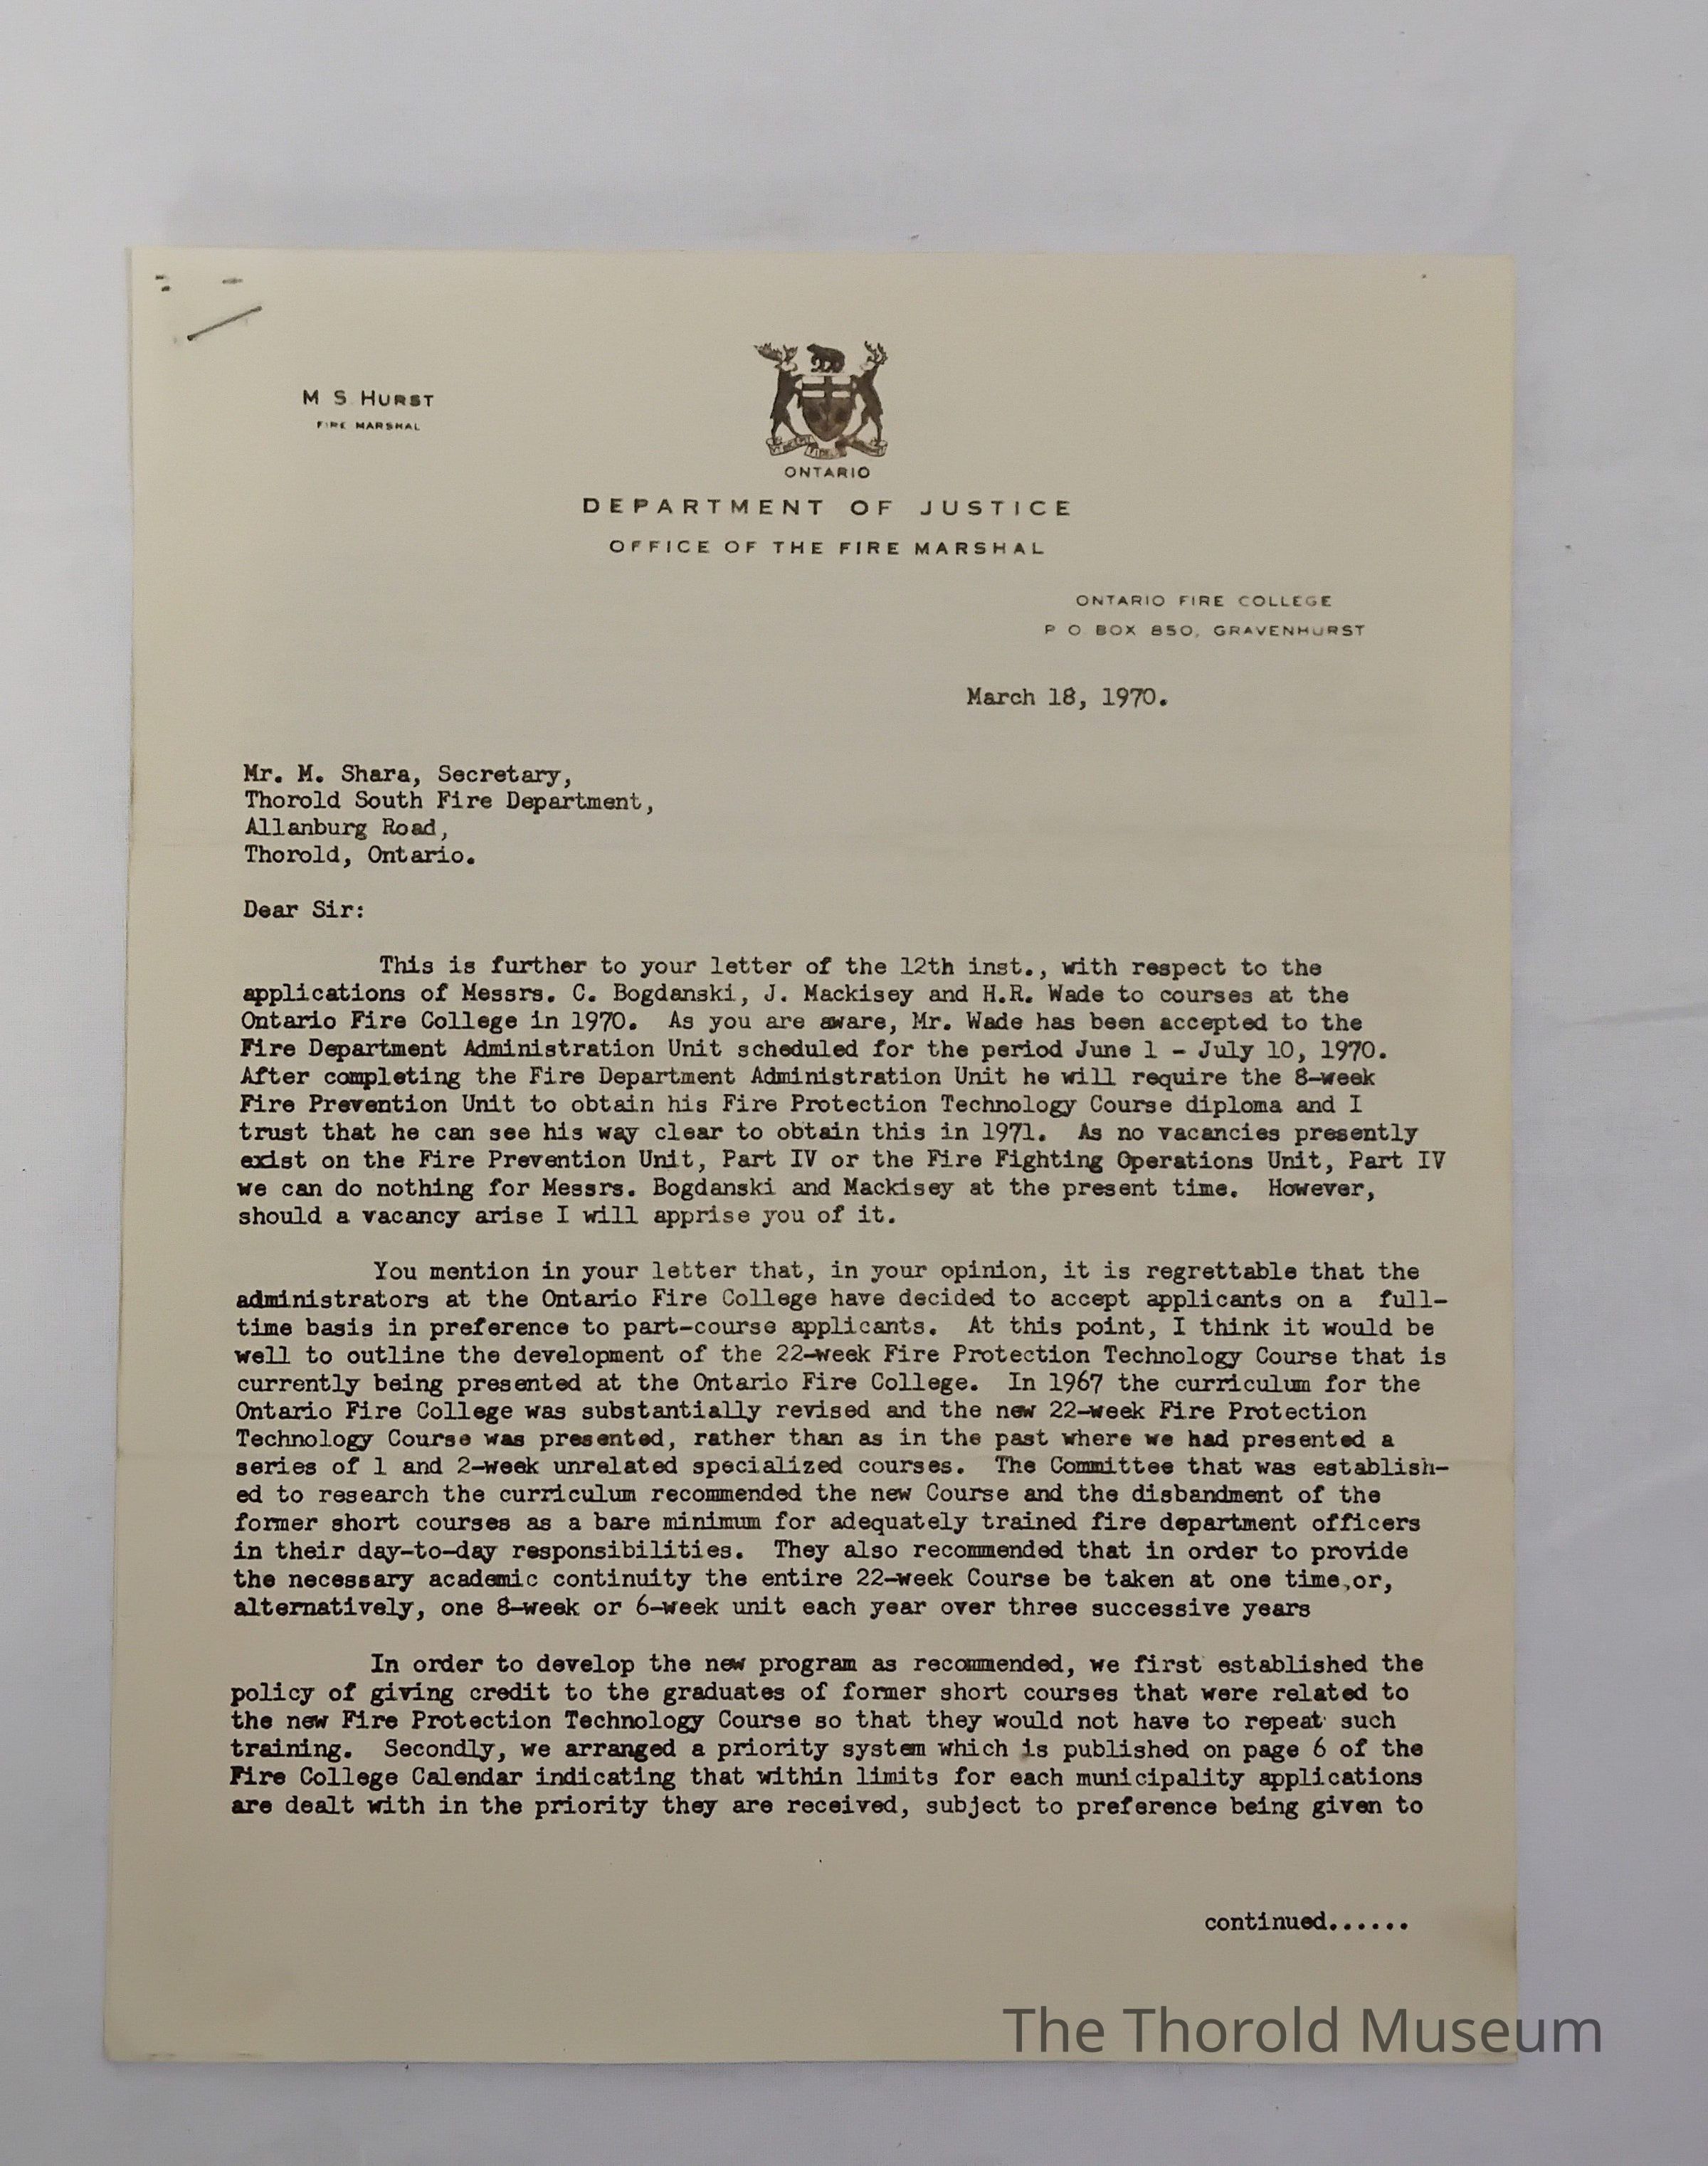 M S HURST
FIRE MARSHAL
ONTARIO
DEPARTMENT OF JUSTICE
OFFICE OF THE FIRE MARSHAL
ONTARIO FIRE COLLEGE
P O BOX 850, GRAVENHURST
March 18, 1970.
Mr. M. Shara, Secretary,
Thorold South Fire Department,
Allanburg Road,
Thorold, Ontario.
Dear Sir:
This is further to your letter of the 12th inst., with respect to the
applications of Messrs. C. Bogdanski, J. Mackisey and H.R. Wade to courses at the
Ontario Fire College in 1970. As you are aware, Mr. Wade has been accepted to the
Fire Department Administration Unit scheduled for the period June 1 - July 10, 1970.
After completing the Fire Department Administration Unit he will require the 8-week
Fire Prevention Unit to obtain his Fire Protection Technology Course diploma and I
trust that he can see his way clear to obtain this in 1971. As no vacancies presently
exist on the Fire Prevention Unit, Part IV or the Fire Fighting Operations Unit, Part IV
we can do nothing for Messrs. Bogdanski and Mackisey at the present time. However,
should a vacancy arise I will apprise you of it.
You mention in your letter that, in your opinion, it is regrettable that the
administrators at the Ontario Fire College have decided to accept applicants on a full-
time basis in preference to part-course applicants. At this point, I think it would be
well to outline the development of the 22-week Fire Protection Technology Course that is
currently being presented at the Ontario Fire College. In 1967 the curriculum for the
Ontario Fire College was substantially revised and the new 22-week Fire Protection
Technology Course was presented, rather than as in the past where we had presented a
series of 1 and 2-week unrelated specialized courses. The Committee that was establish-
ed to research the curriculum recommended the new Course and the disbandment of the
former short courses as a bare minimum for adequately trained fire department officers
in their day-to-day responsibilities. They also recommended that in order to provide
the necessary academic continuity the entire 22-week Course be taken at one time,or,
alternatively, one 8-week or 6-week unit each year over three successive years
In order to develop the new program as recommended, we first established the
policy of giving credit to the graduates of former short courses that were related to
the new Fire Protection Technology Course so that they would not have to repeat such
training. Secondly, we arranged a priority system which is published on page 6 of the
Fire College Calendar indicating that within limits for each municipality applications
are dealt with in the priority they are received, subject to preference being given to
continued......
The Thorold Museum